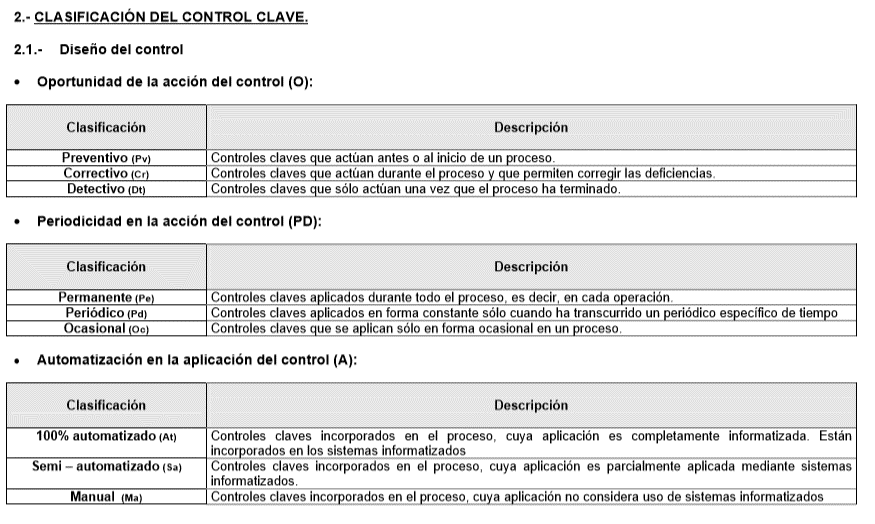 2.- CLASIFICACIÓN DEL CONTROL CLAVE.
2.1.- Diseño del control
• Oportunidad de la acción del control (O):
Clasificación Descripción
Preventivo (Pv) Controles claves que actúan antes o al inicio de un proceso.
Correctivo (Cr) Controles claves que actúan durante el proceso y que permiten corregir las deficiencias.
Detectivo (Dt) Controles claves que sólo actúan una vez que el proceso ha terminado.
• Periodicidad en la acción del control (PD):
Clasificación Descripción
Permanente (Pe) Controles claves aplicados durante todo el proceso, es decir, en cada operación.
Periódico (Pd) Controles claves aplicados en forma constante sólo cuando ha transcurrido un periódico específico de tiempo
Ocasional (Oc) Controles claves que se aplican sólo en forma ocasional en un proceso.
• Automatización en la aplicación del control (A):
Clasificación Descripción
100% automatizado (At) Controles claves incorporados en el proceso, cuya aplicación es completamente informatizada. Están
incorporados en los sistemas informatizados
Semi – automatizado (Sa) Controles claves incorporados en el proceso, cuya aplicación es parcialmente aplicada mediante sistemas
informatizados.
Manual (Ma) Controles claves incorporados en el proceso, cuya aplicación no considera uso de sistemas informatizados